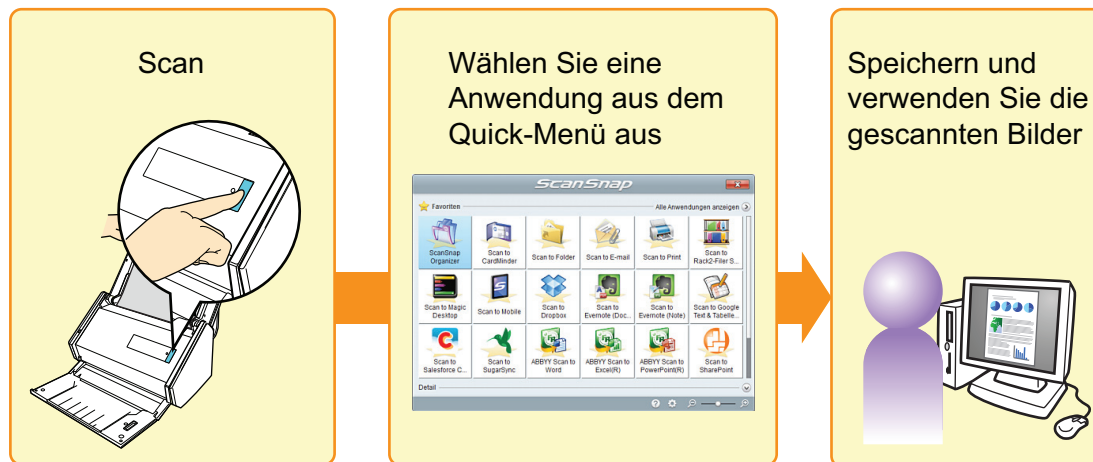 Scan
Wählen Sie eine
Anwendung aus dem
Quick-Menü aus
ScanSnap
Favoriten
Alle Anwendungen anzeigen
ScanSnap
Organizer
Scan to
CardMinder
Scan to Folder
Scan to E-mail
Scan to Print
Scan to
Rack2-Filer S...
Scan to Magic
Desktop
Scan to Mobile
Scan to
Dropbox
Scan to
Evernote (Doc...
Scan to
Evernote (Note)
Scan to Google
Text & Tabelle...
Scan to
Salesforce C...
Scan to
SugarSync
ABBYY Scan to
Word
ABBYY Scan to
Excel(R)
ABBYY Scan to
PowerPoint(R)
Scan to
SharePoint
Detail
Speichern und
verwenden Sie die
gescannten Bilder